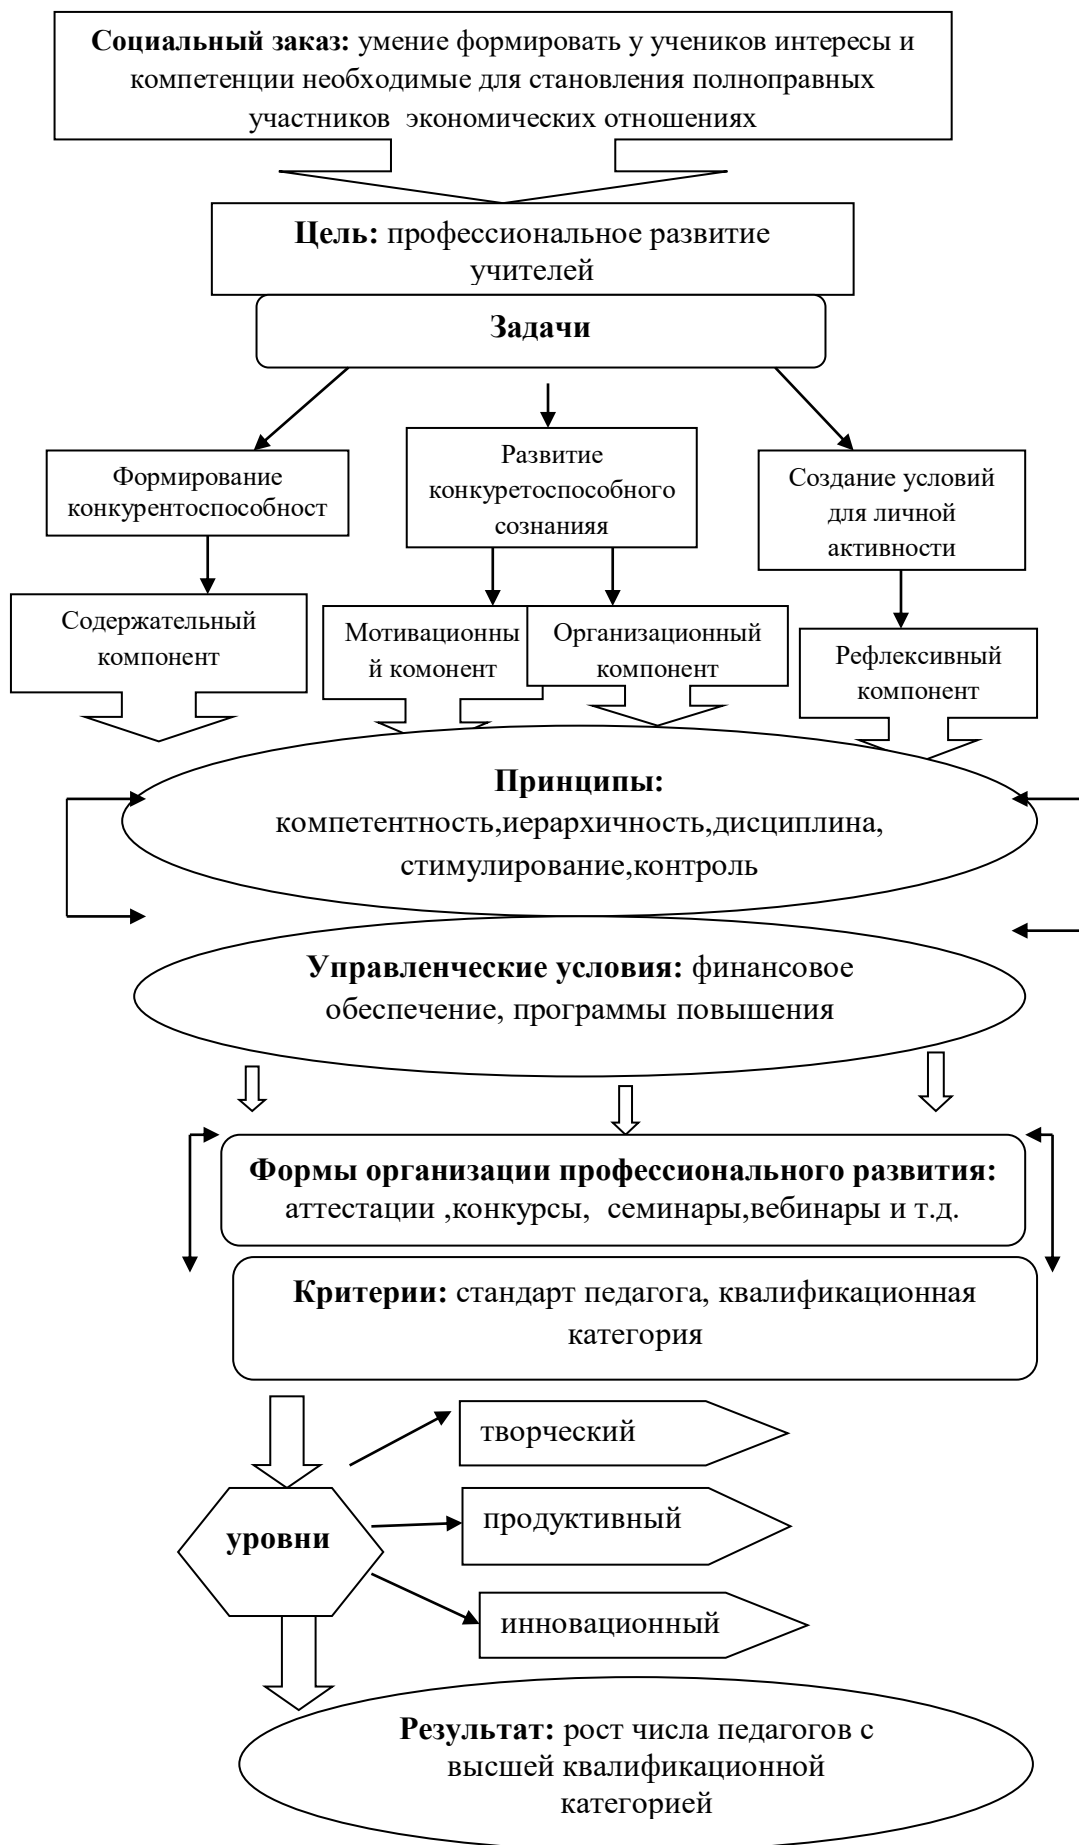 Социальный заказ: умение формировать у учеников интересы и
компетенции необходимые для становления полноправных
участников экономических отношениях
Цель: профессиональное развитие
учителей
Задачи
Формирование
конкурентоспособност
Развитие
конкуретоспособного
сознанияя
Создание условий
для личной
активности
Содержательный
компонент
Мотивационны
й комонент
Организационный
компонент
Рефлексивный
компонент
Принципы:
компетентность,иерархичность,дисциплина,
стимулирование,контроль
Управленческие условия: финансовое
обеспечение, программы повышения
Формы организации профессионального развития:
аттестации ,конкурсы, семинары,вебинары и т.д.
Критерии: стандарт педагога, квалификационная
категория
творческий
уровни
продуктивный
инновационный
Результат: рост числа педагогов с
высшей квалификационной
категорией